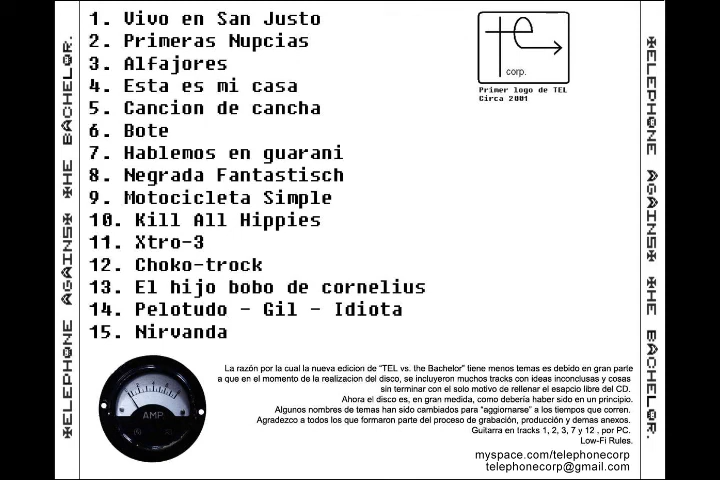 1. Vivo en San Justo
2. Primeras Nupcias
3. Alfajores
4. Esta es mi casa
5. Cancion de cancha
6. Bote
7. Hablemos en guarani
8. Negrada Fantastisch
9. Motocicleta Simple
10. Kill All Hippies
11. Xtro-3
12. Choko-trock
13. El hijo bobo de cornelius
14. Pelotudo - Gil - Idiota
15. Nirvanda
te
corp.
Primer logo de TEL
Circa 2001
TELEPHONE AGAINST THE BACHELOR.
TELEPHONE AGAINST THE BACHELOR.
AMP
La razón por la cual la nueva edicion de "TEL vs. the Bachelor" tiene menos temas es debido en gran parte
a que en el momento de la realizacion del disco, se incluyeron muchos tracks con ideas inconclusas y cosas
sin terminar con el solo motivo de rellenar el esapcio libre del CD.
Ahora el disco es, en gran medida, como debería haber sido en un principio.
Algunos nombres de temas han sido cambiados para "aggiornarse" a los tiempos que corren.
Agradezco a todos los que formaron parte del proceso de grabación, producción y demas anexos.
Guitarra en tracks 1, 2, 3, 7 y 12 , por PC.
Low-Fi Rules.
myspace.com/telephonecorp
telephonecorp@gmail.com